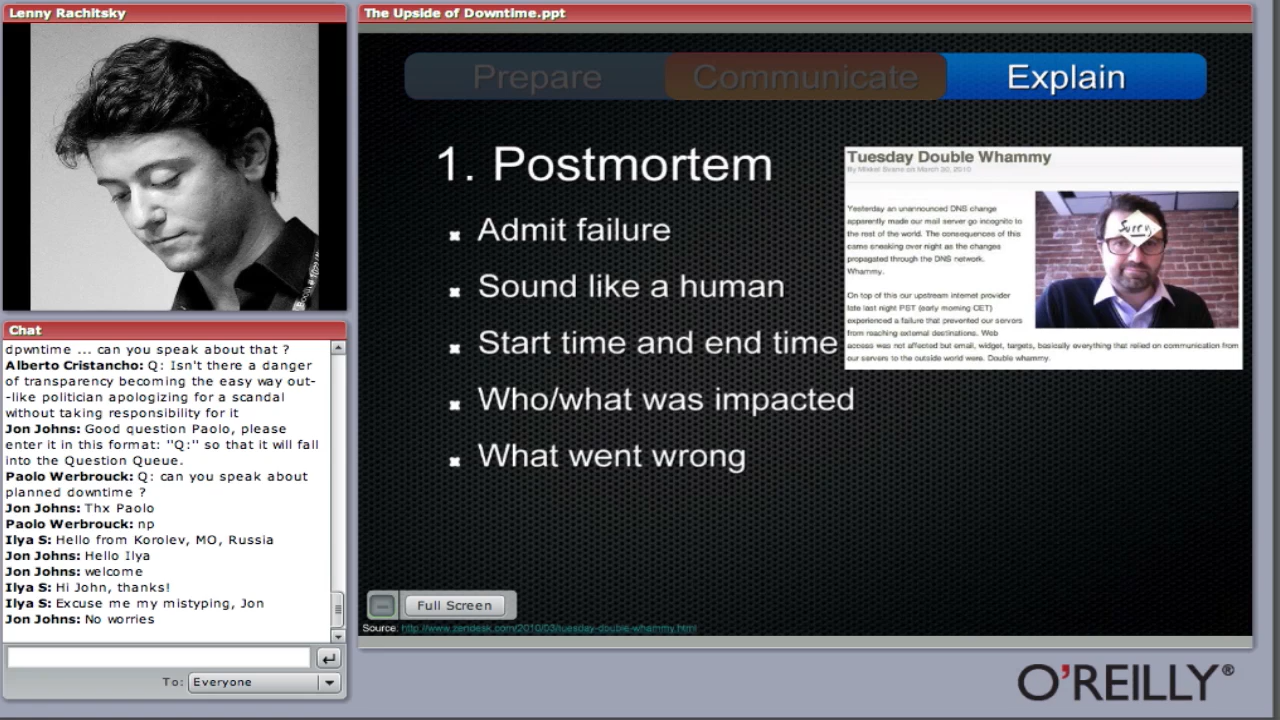 Lenny Rachitsky
The Upside of Downtime.ppt
Prepare
Communicate
Explain
1. Postmortem
Admit failure
Sound like a human
Start time and end time
Who/what was impacted
What went wrong
Tuesday Double Whammy
By Mikkel Svane on March 30, 2010
Yesterday an unannounced DNS change
apparently made our mail server go incognito to
the rest of the world. The consequences of this
came sneaking over night as the changes
propagated through the DNS network.
Whammy.
On top of this our upstream internet provider
late last night PST (early morning CET)
experienced a failure that prevented our servers
from reaching external destinations. Web
access was not affected but email, widget, targets, basically everything that relied on communication from
our servers to the outside world were. Double whammy.
Sorry
Full Screen
Source: http://www.zendesk.com/2010/03/tuesday-double-whammy.html
Chat
dpwntime ... can you speak about that ?
Alberto Cristancho: Q: Isn't there a danger
of transparency becoming the easy way out-
-like politician apologizing for a scandal
without taking responsibility for it
Jon Johns: Good question Paolo, please
enter it in this format: "Q:" so that it will fall
into the Question Queue.
Paolo Werbrouck: Q: can you speak about
planned downtime ?
Jon Johns: Thx Paolo
Paolo Werbrouck: np
Ilya S: Hello from Korolev, MO, Russia
Jon Johns: Hello Ilya
Jon Johns: welcome
Ilya S: Hi John, thanks!
Ilya S: Excuse me my mistyping, Jon
Jon Johns: No worries
To: Everyone
O'REILLY®